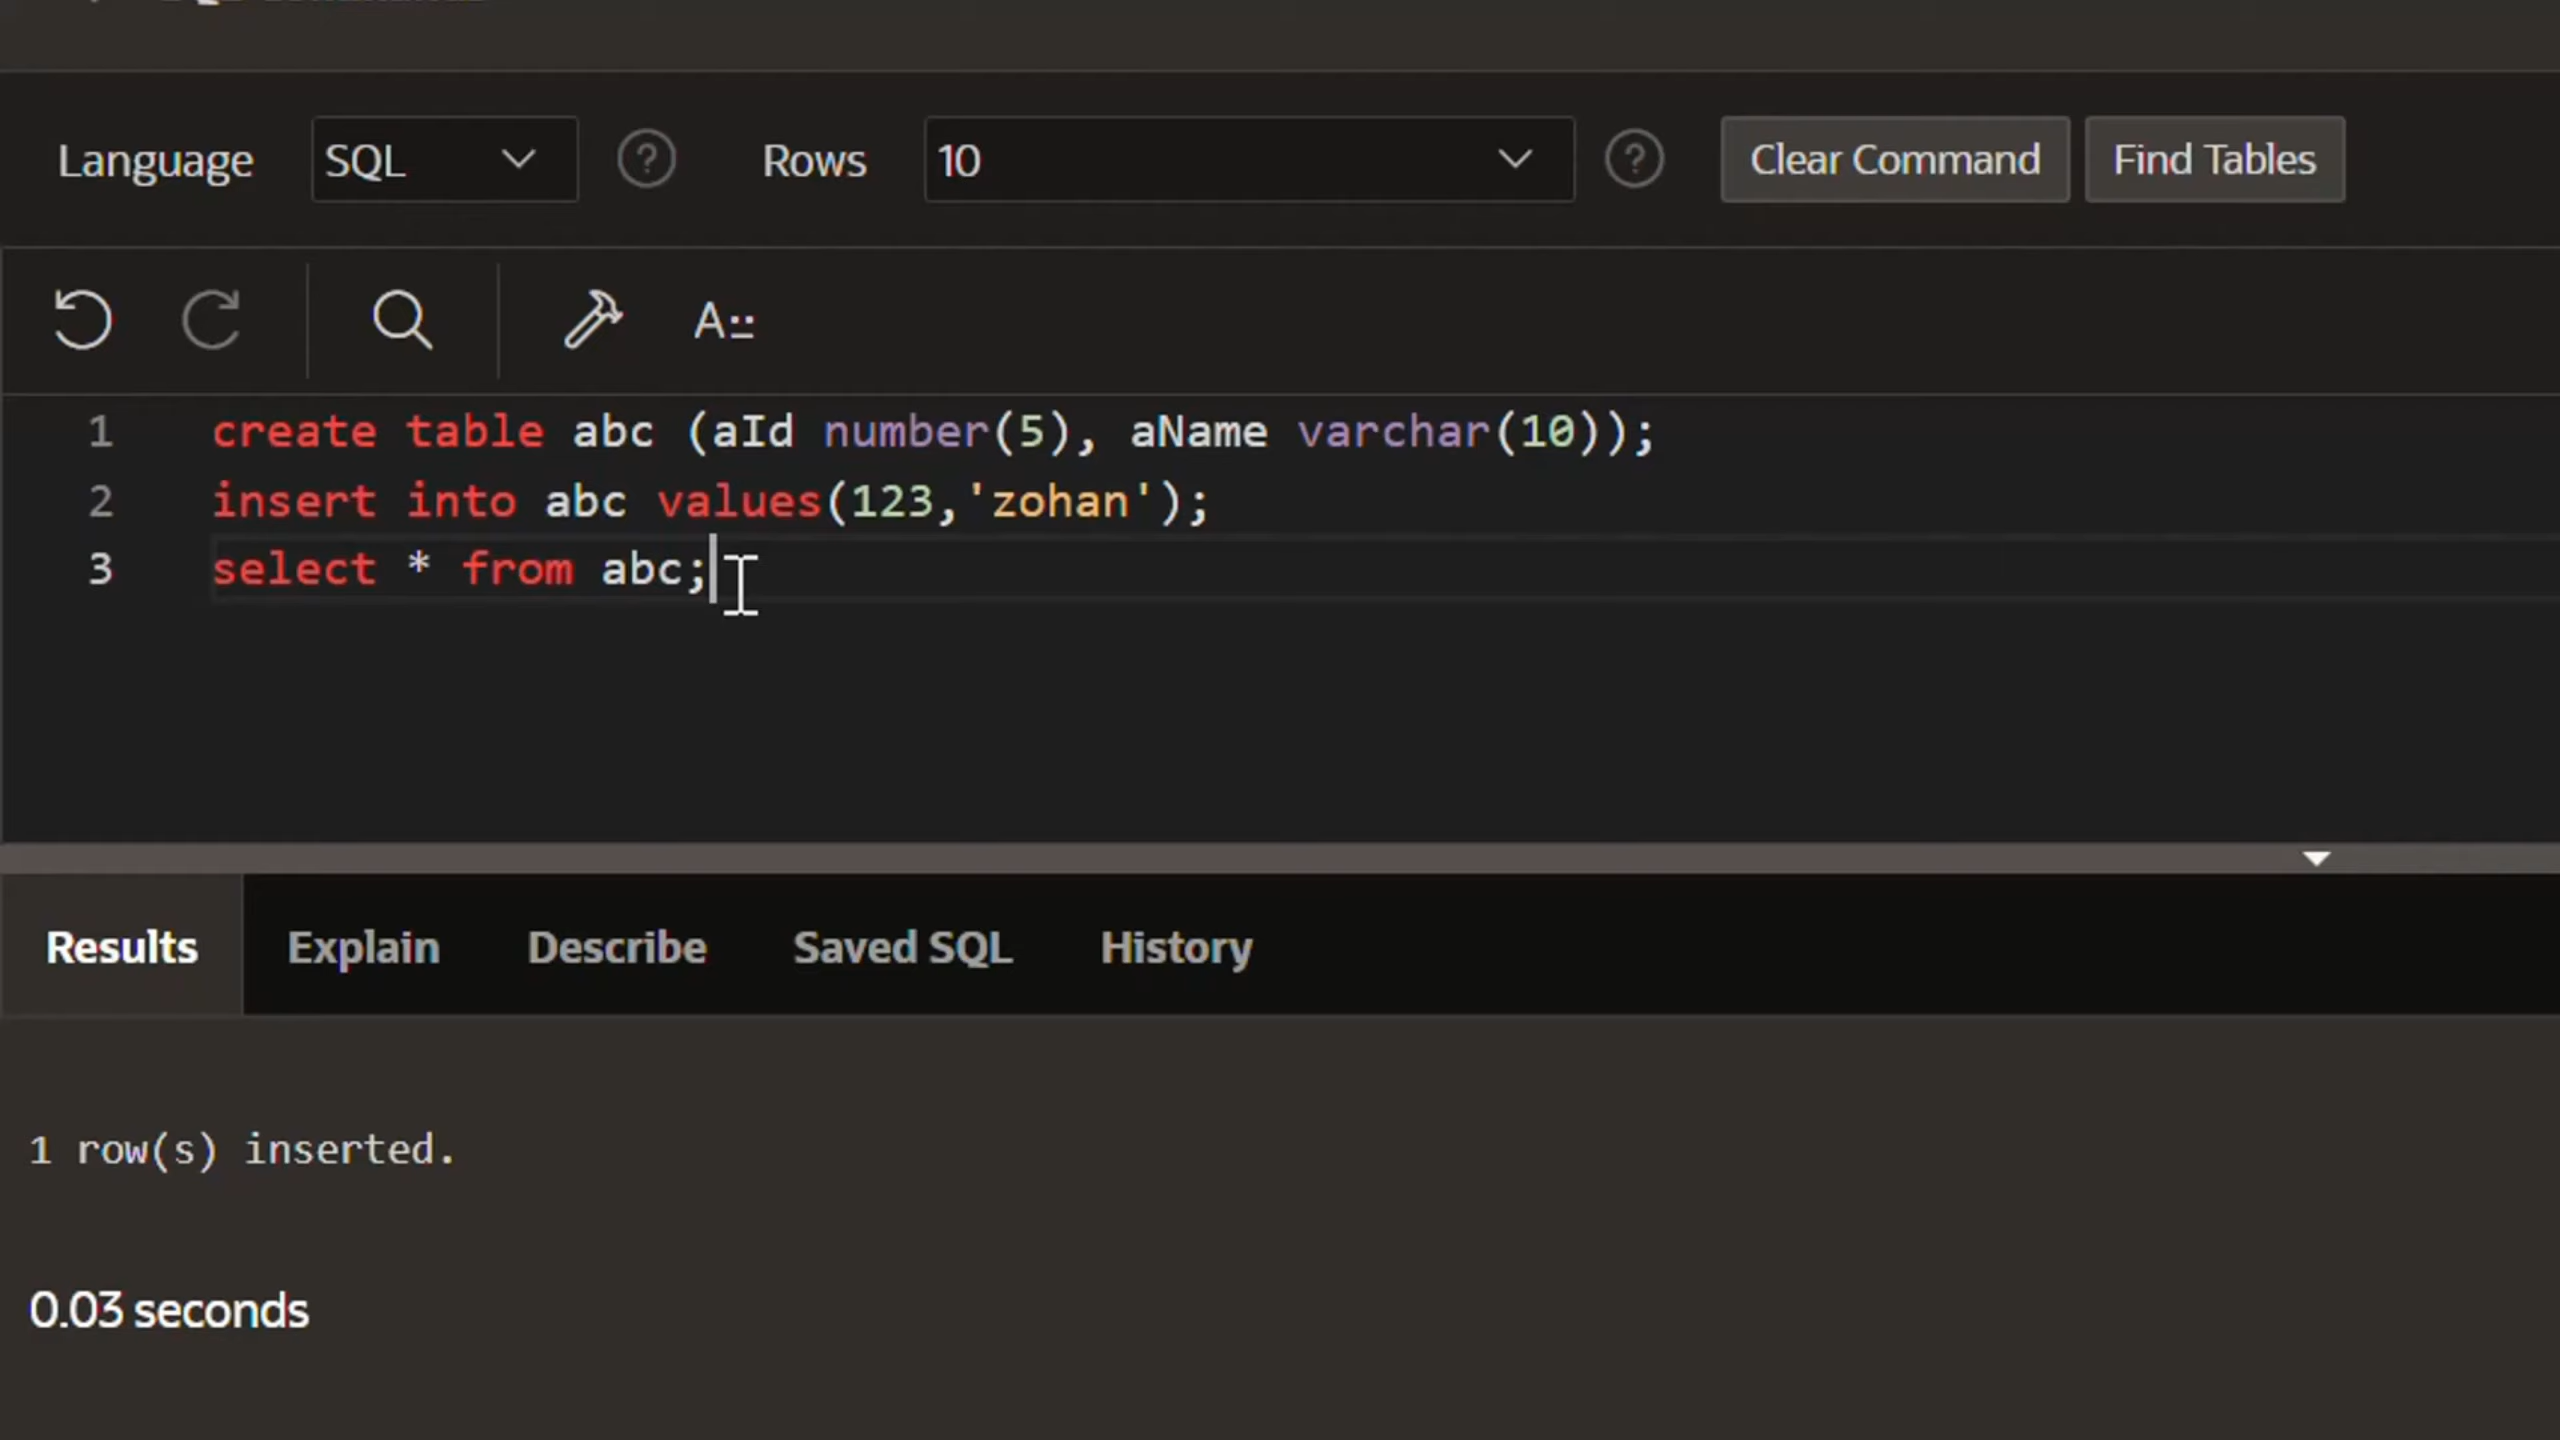 Language SQL Rows 10 Clear Command Find Tables
A
1 create table abc (aId number(5), aName varchar(10));
2 insert into abc values(123,'zohan');
3 select * from abc;
Results Explain Describe Saved SQL History
1 row(s) inserted.
0.03 seconds